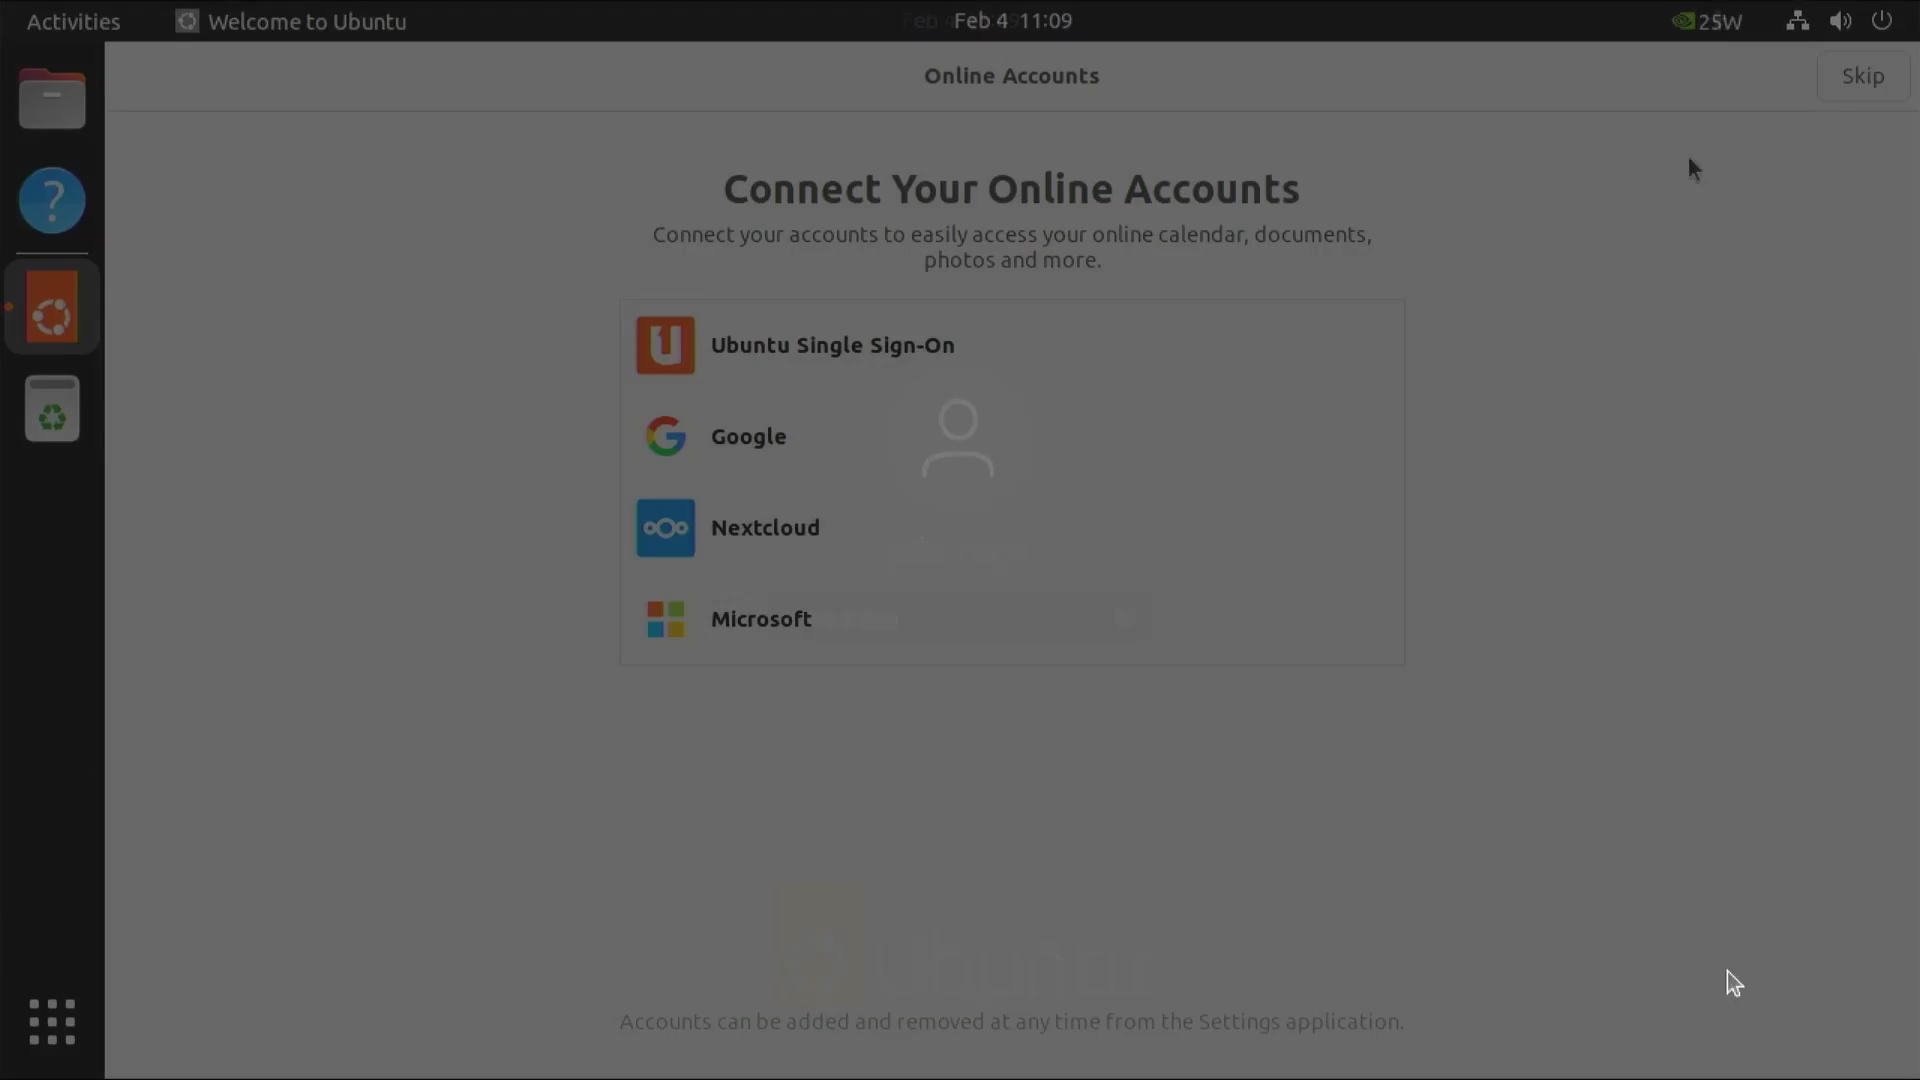 Activities
Welcome to Ubuntu
Feb 4 11:09
25W
Online Accounts
Skip
Connect Your Online Accounts
Connect your accounts to easily access your online calendar, documents,
photos and more.
Ubuntu Single Sign-On
Google
Nextcloud
Microsoft
Ubuntu
Accounts can be added and removed at any time from the Settings application.